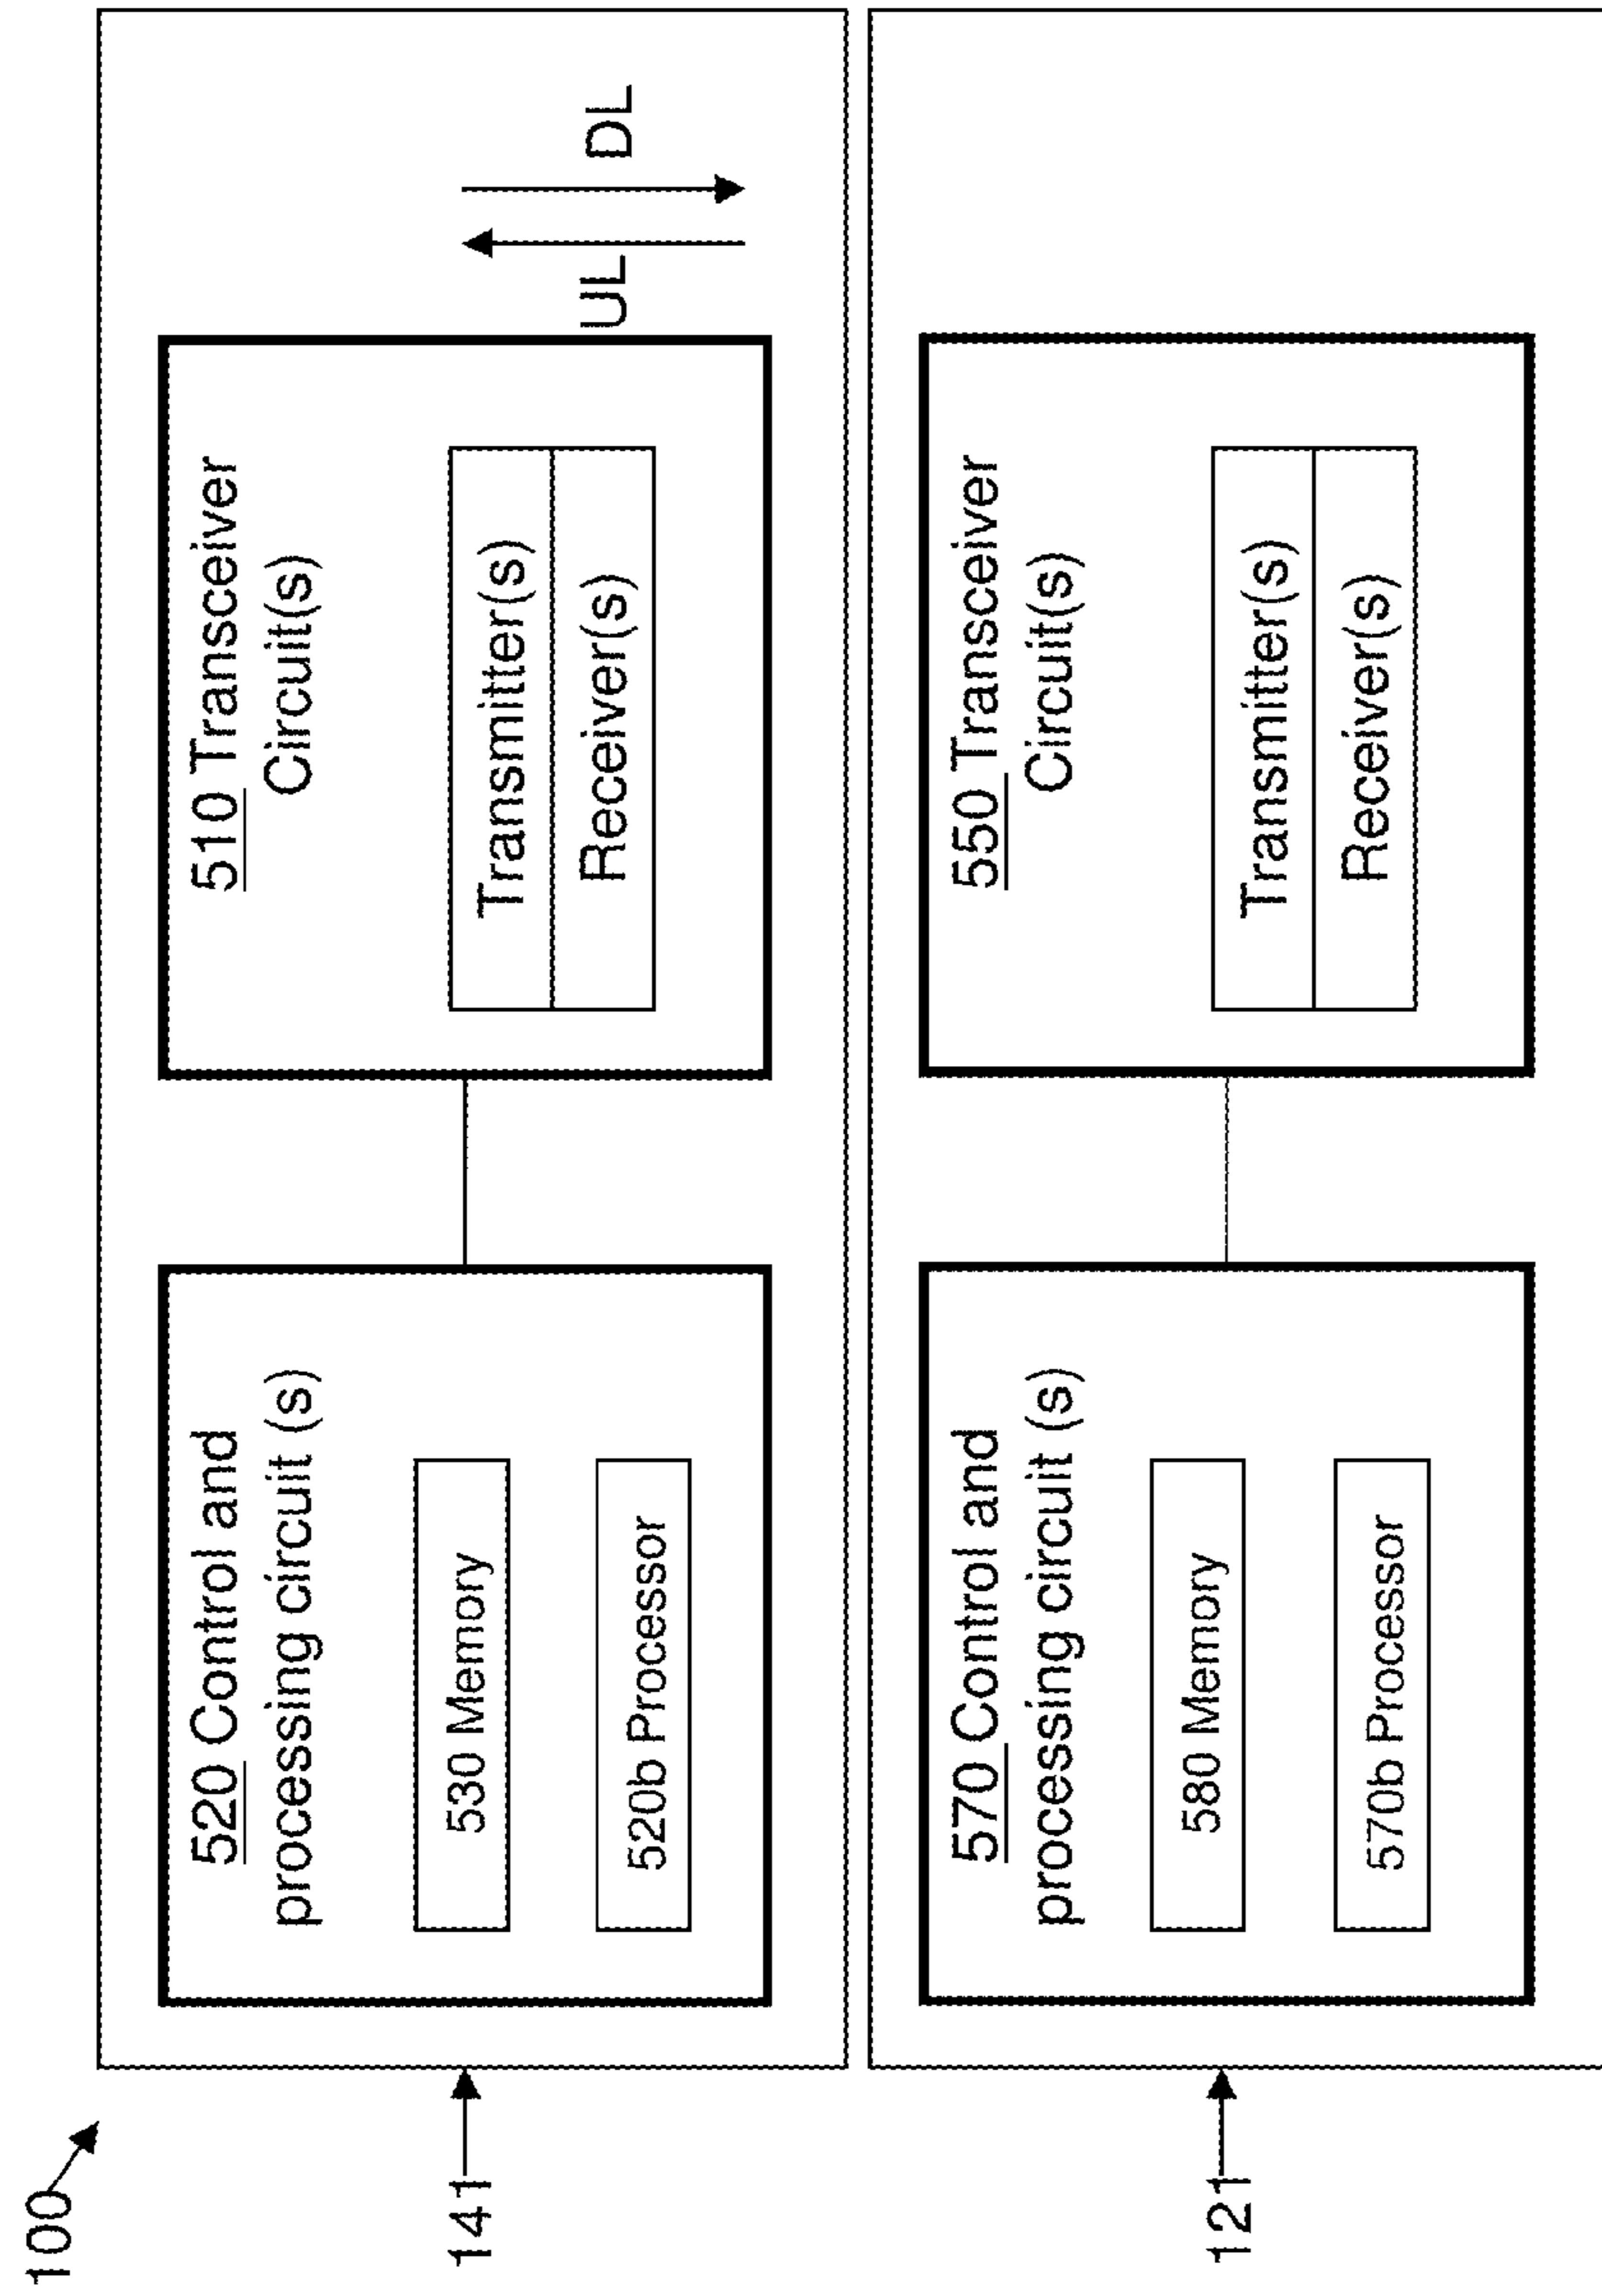 100
141
520 Control and
processing circuit (s)
530 Memory
520b Processor
510 Transceiver
Circuit(s)
Transmitter(s)
Receiver(s)
UL
DL
121
570 Control and
processing circuit (s)
580 Memory
570b Processor
550 Transceiver
Circuit(s)
Transmitter(s)
Receiver(s)